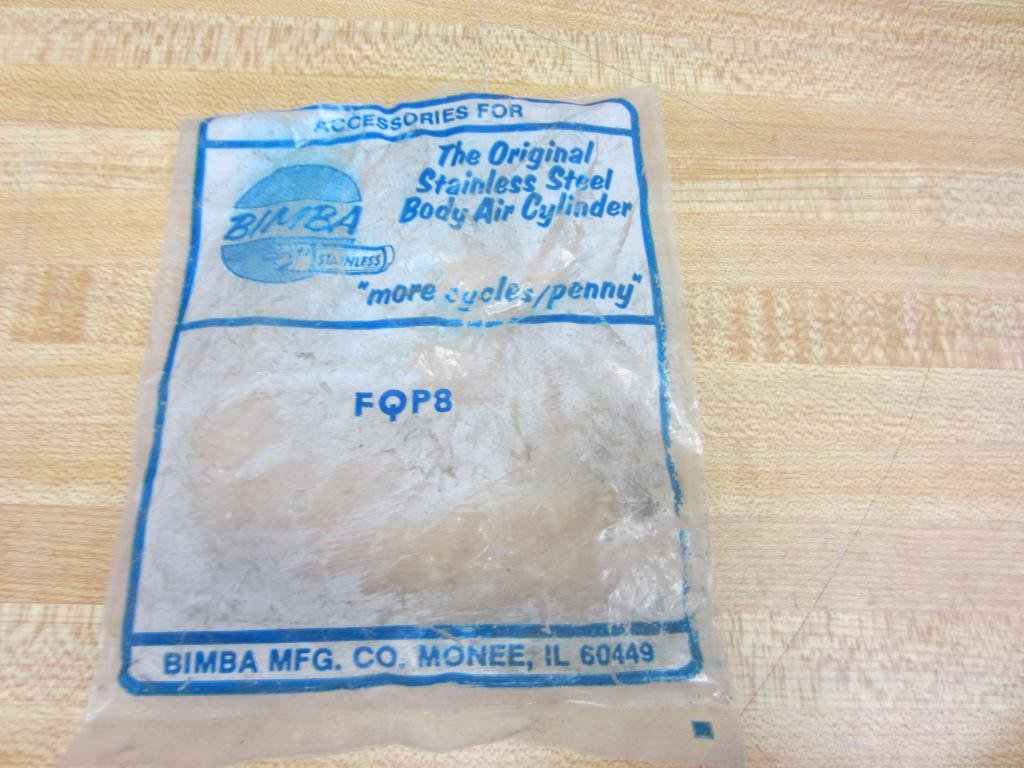 ACCESSORIES FOR
The Original
Stainless Steel
Body Air Cylinder
BIMBA
STAINLESS
"more cycles/penny"
FQP8
BIMBA MFG. CO. MONEE, IL 60449